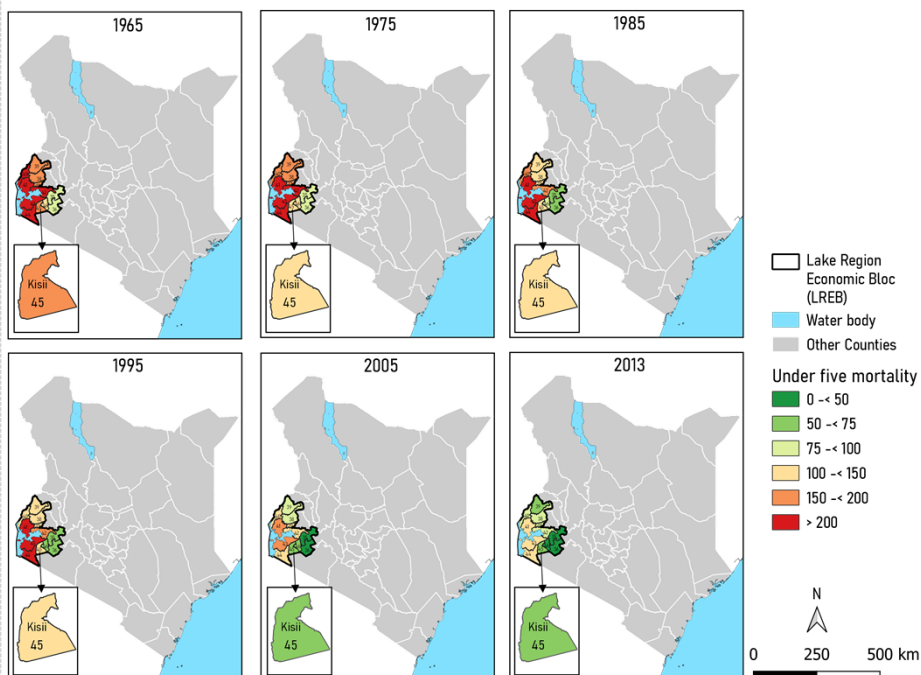 1965
1975
1985
Kisii
45
Kisii
45
Kisii
45
1995
2005
2013
Kisii
45
Kisii
45
Kisii
45
Lake Region
Economic Bloc
(LREB)
Water body
Other Counties
Under five mortality
0 -< 50
50 -< 75
75 -< 100
100 -< 150
150 -< 200
> 200
N
0 250 500 km